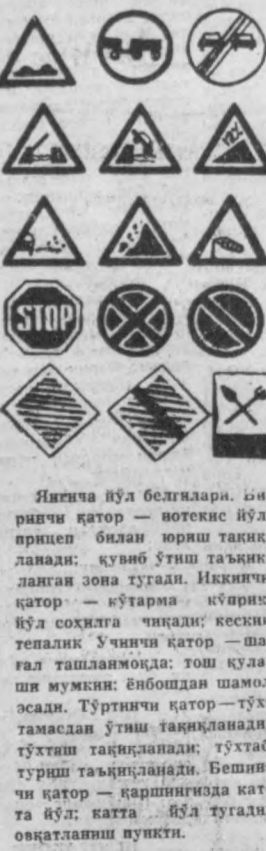 STOP
Янгича йўл белгилари. Би-
ринчи қатор — нотекис йўл
прицеп билан юриш тақиқ
ланади; қувиб ўтиш таъқиқ
ланган зона тугади. Иккинчи
қатор — кўтарма кўприк
йўл соҳилга чиқади; кескин
тепалик Учинчи қатор — ша
ғал ташланмоқда; тош қула
ши мумкин; ёнбошдан шамол
эсади. Тўртинчи қатор — тўх
тамасдан ўтиш тақиқланади
тўхташ тақиқланади; тўхтаб
туриш таъқиқланади. Бешин
чи қатор — қаршингизда кат
та йўл; катта йўл тугади
овқатланиш пункти.